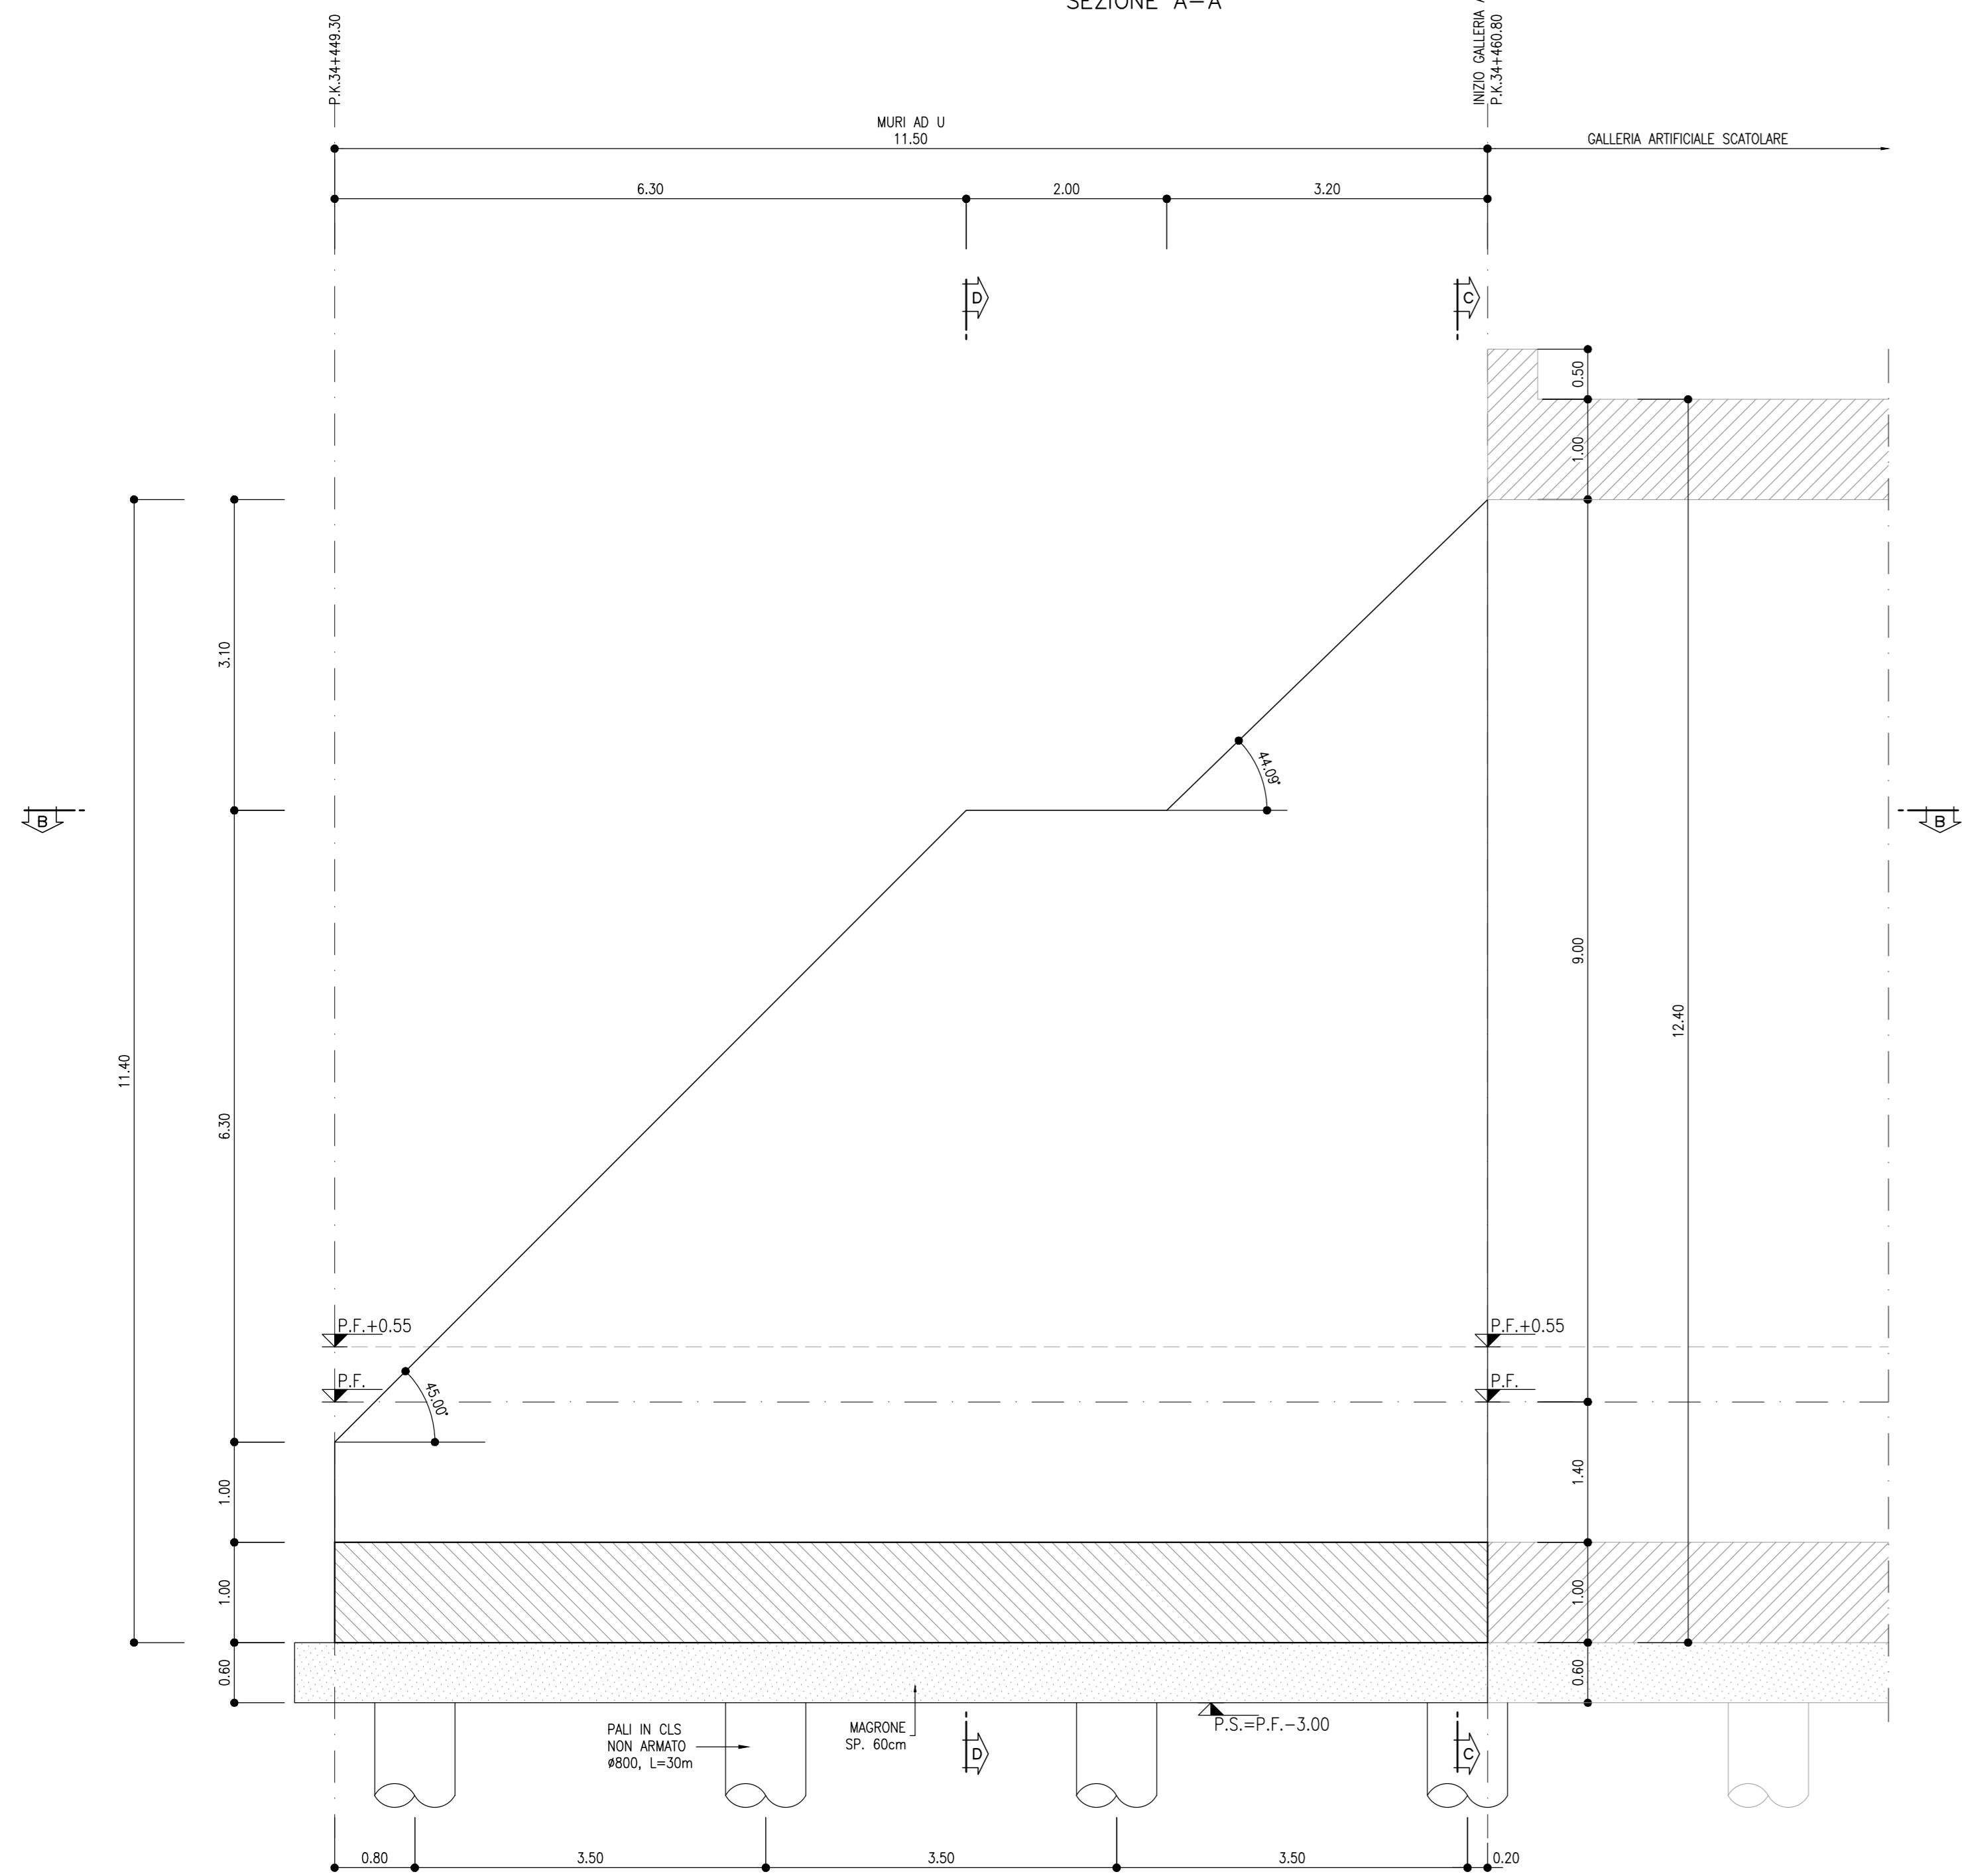 SEZIONE A-A
P.K.34+449.30
INIZIO GALLERIA
P.K.34+460.80
MURI AD U
11.50
GALLERIA ARTIFICIALE SCATOLARE
6.30
2.00
3.20
D
C
0.50
1.00
3.10
44.09°
B
B
9.00
12.40
11.40
6.30
P.F.+0.55
P.F.+0.55
P.F.
P.F.
45.00°
1.00
1.40
1.00
1.00
0.60
0.60
PALI IN CLS
NON ARMATO
ø800, L=30m
MAGRONE
SP. 60cm
P.S.=P.F.-3.00
D
C
0.80
3.50
3.50
3.50
0.20